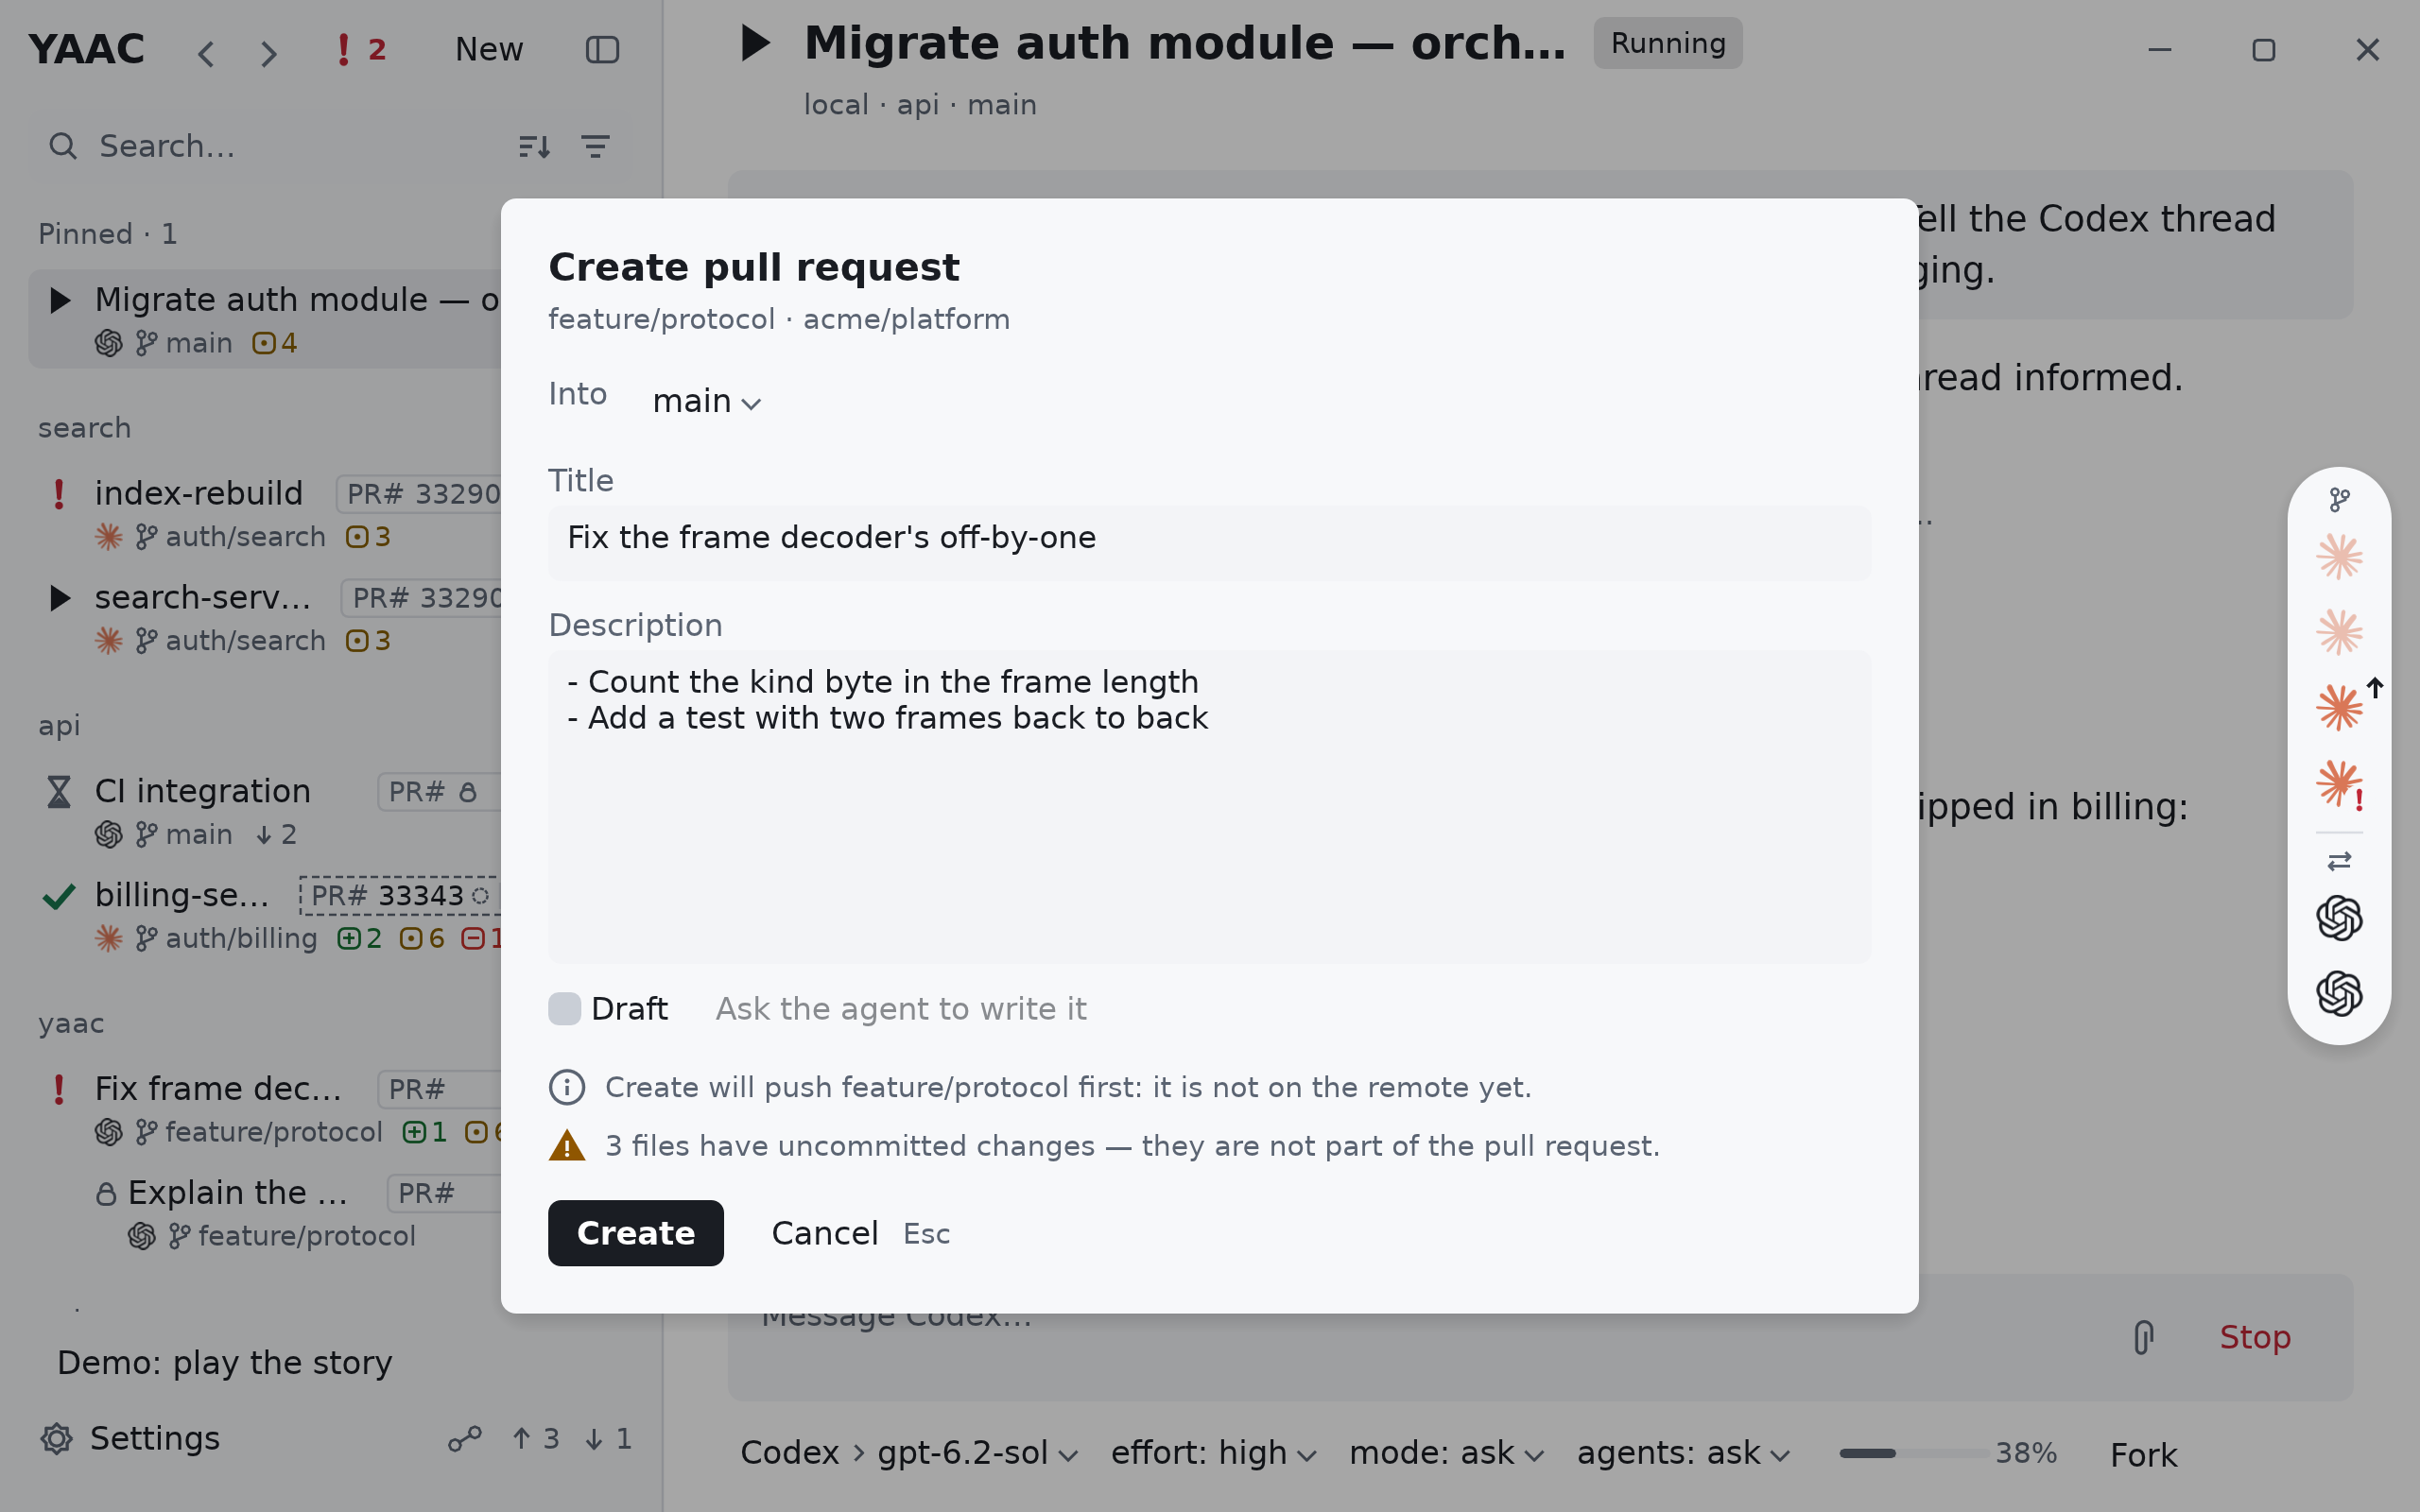 YAAC
! 2
New
Search…
Pinned · 1
Migrate auth module — o
main 4
search
index-rebuild PR# 33290
auth/search 3
search-serv… PR# 33290
auth/search 3
api
CI integration PR#
main ↓ 2
billing-se… PR# 33343
auth/billing 2 6 1
yaac
Fix frame dec… PR#
feature/protocol 1 6
Explain the … PR#
feature/protocol
Demo: play the story
Settings ↑ 3 ↓ 1
Migrate auth module — orch… Running
local · api · main
ell the Codex thread
ging.
read informed.
..
ipped in billing:
Create pull request
feature/protocol · acme/platform
Into main
Title
Fix the frame decoder's off-by-one
Description
- Count the kind byte in the frame length
- Add a test with two frames back to back
Draft Ask the agent to write it
Create will push feature/protocol first: it is not on the remote yet.
3 files have uncommitted changes — they are not part of the pull request.
Create Cancel Esc
Message Codex…
Stop
Codex > gpt-6.2-sol effort: high mode: ask agents: ask 38% Fork